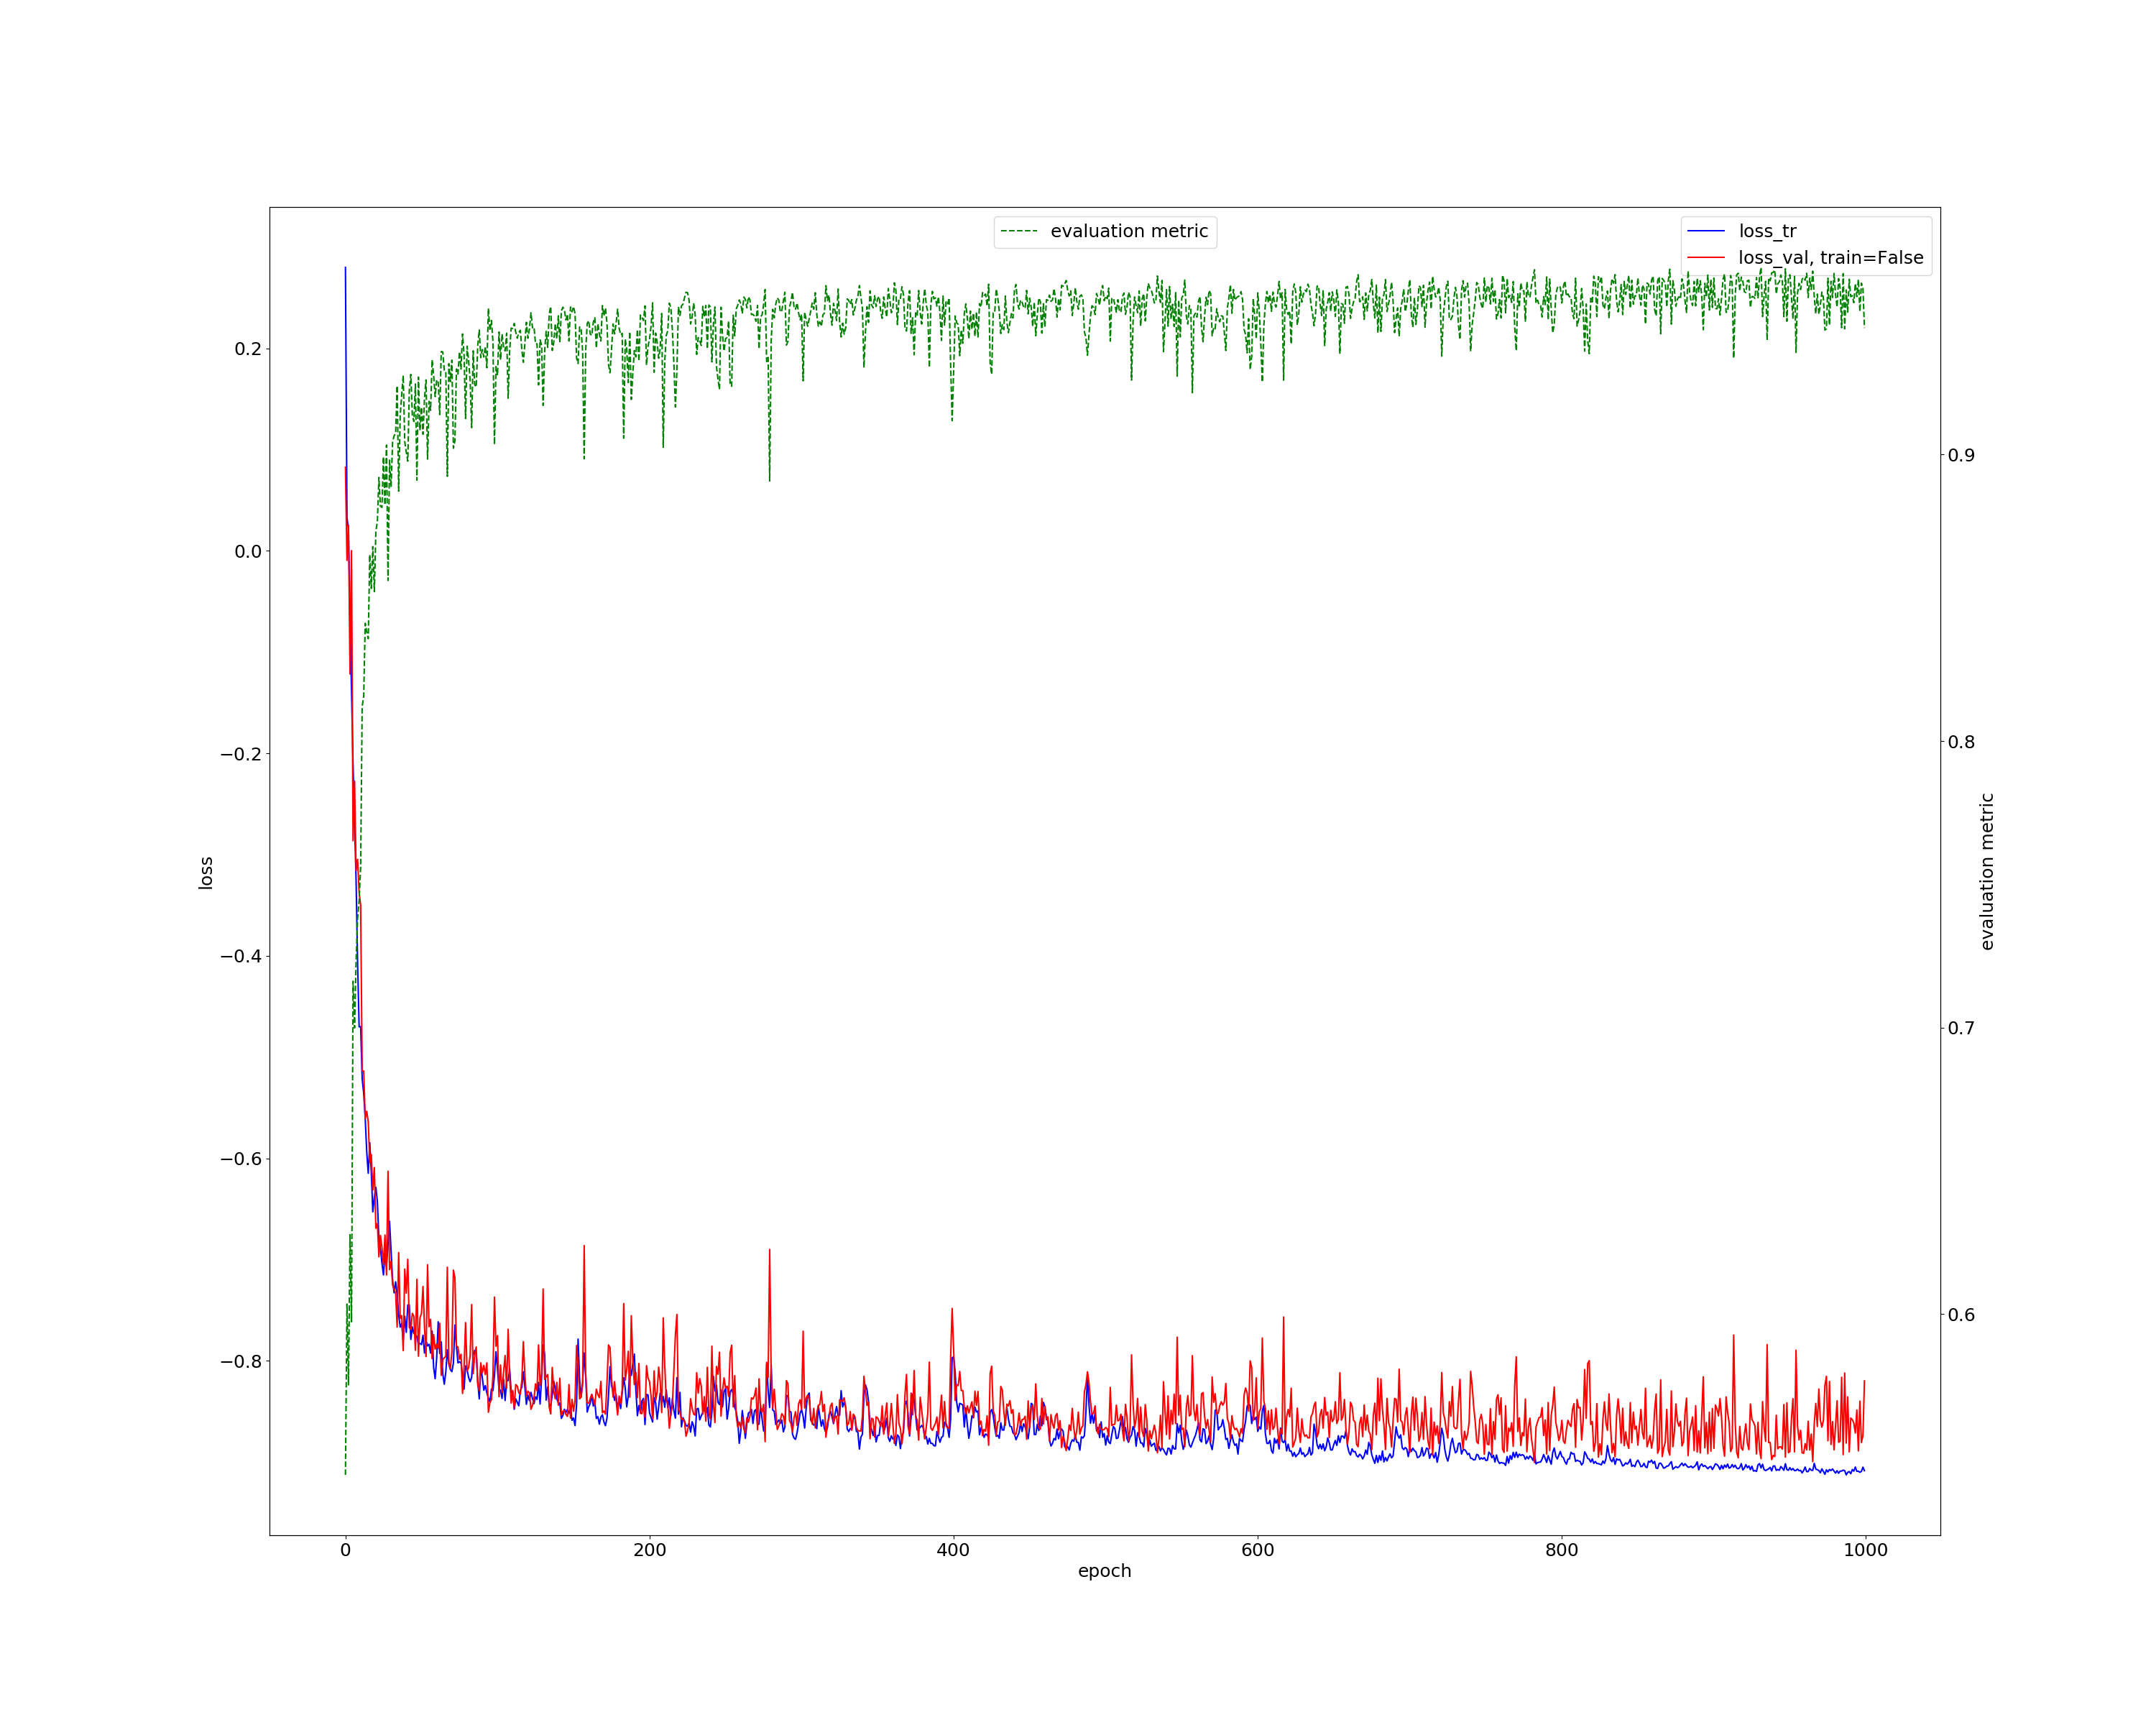 evaluation metric
loss_tr
loss_val, train=False
0.2
0.0
−0.2
−0.4
−0.6
−0.8
loss
0.9
0.8
0.7
0.6
evaluation metric
0
200
400
600
800
1000
epoch